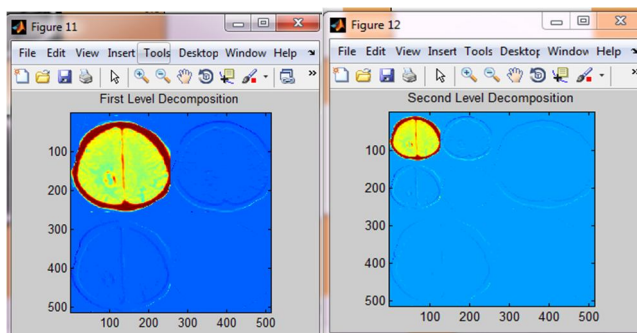 Figure 11
File Edit View Insert Tools Desktop Window Help
First Level Decomposition
100
200
300
400
500
100 200 300 400 500
Figure 12
File Edit View Insert Tools Desktop Window Help
Second Level Decomposition
100
200
300
400
500
100 200 300 400 500